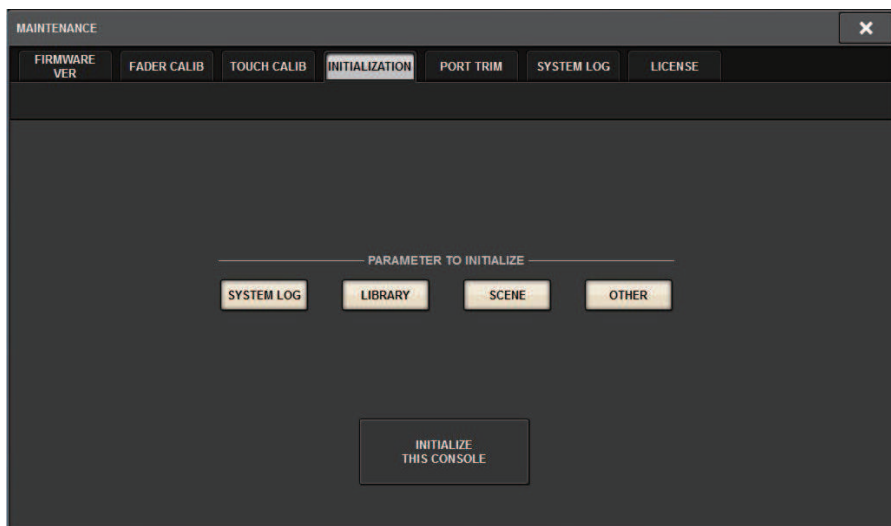 MAINTENANCE
FIRMWARE
VER
FADER CALIB
TOUCH CALIB
INITIALIZATION
PORT TRIM
SYSTEM LOG
LICENSE
PARAMETER TO INITIALIZE
SYSTEM LOG
LIBRARY
SCENE
OTHER
INITIALIZE
THIS CONSOLE